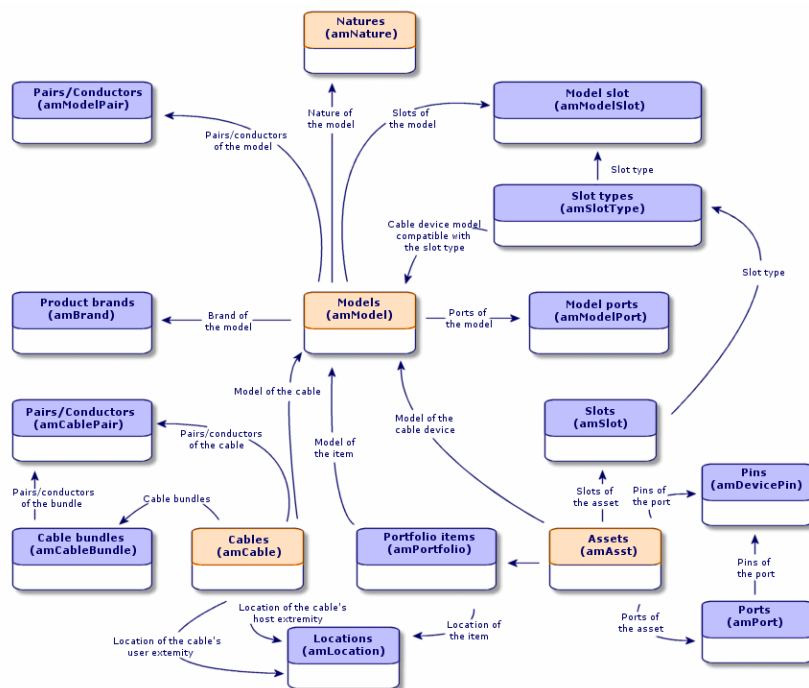 Natures
(amNature)
Pairs/Conductors
(amModelPair)
Model slot
(amModelSlot)
Nature of
the model
Slots of
the model
Pairs/conductors
of the model
Slot type
Slot types
(amSlotType)
Cable device model
compatible with
the slot type
Slot type
Product brands
(amBrand)
Brand of
the model
Models
(amModel)
Ports of
the model
Model ports
(amModelPort)
Model of the cable
Pairs/Conductors
(amCablePair)
Pairs/conductors
of the cable
Model of
the item
Model of the
cable device
Slots
(amSlot)
Pairs/conductors
of the bundle
Cable bundles
Slots of
the asset
Pins of
the port
Pins
(amDevicePin)
Cable bundles
(amCableBundle)
Cables
(amCable)
Portfolio items
(amPortfolio)
Assets
(amAsst)
Pins of
the port
Location of the cable's
host extremity
Location of the cable's
user extemity
Locations
(amLocation)
Location of
the item
Ports of
the asset
Ports
(amPort)